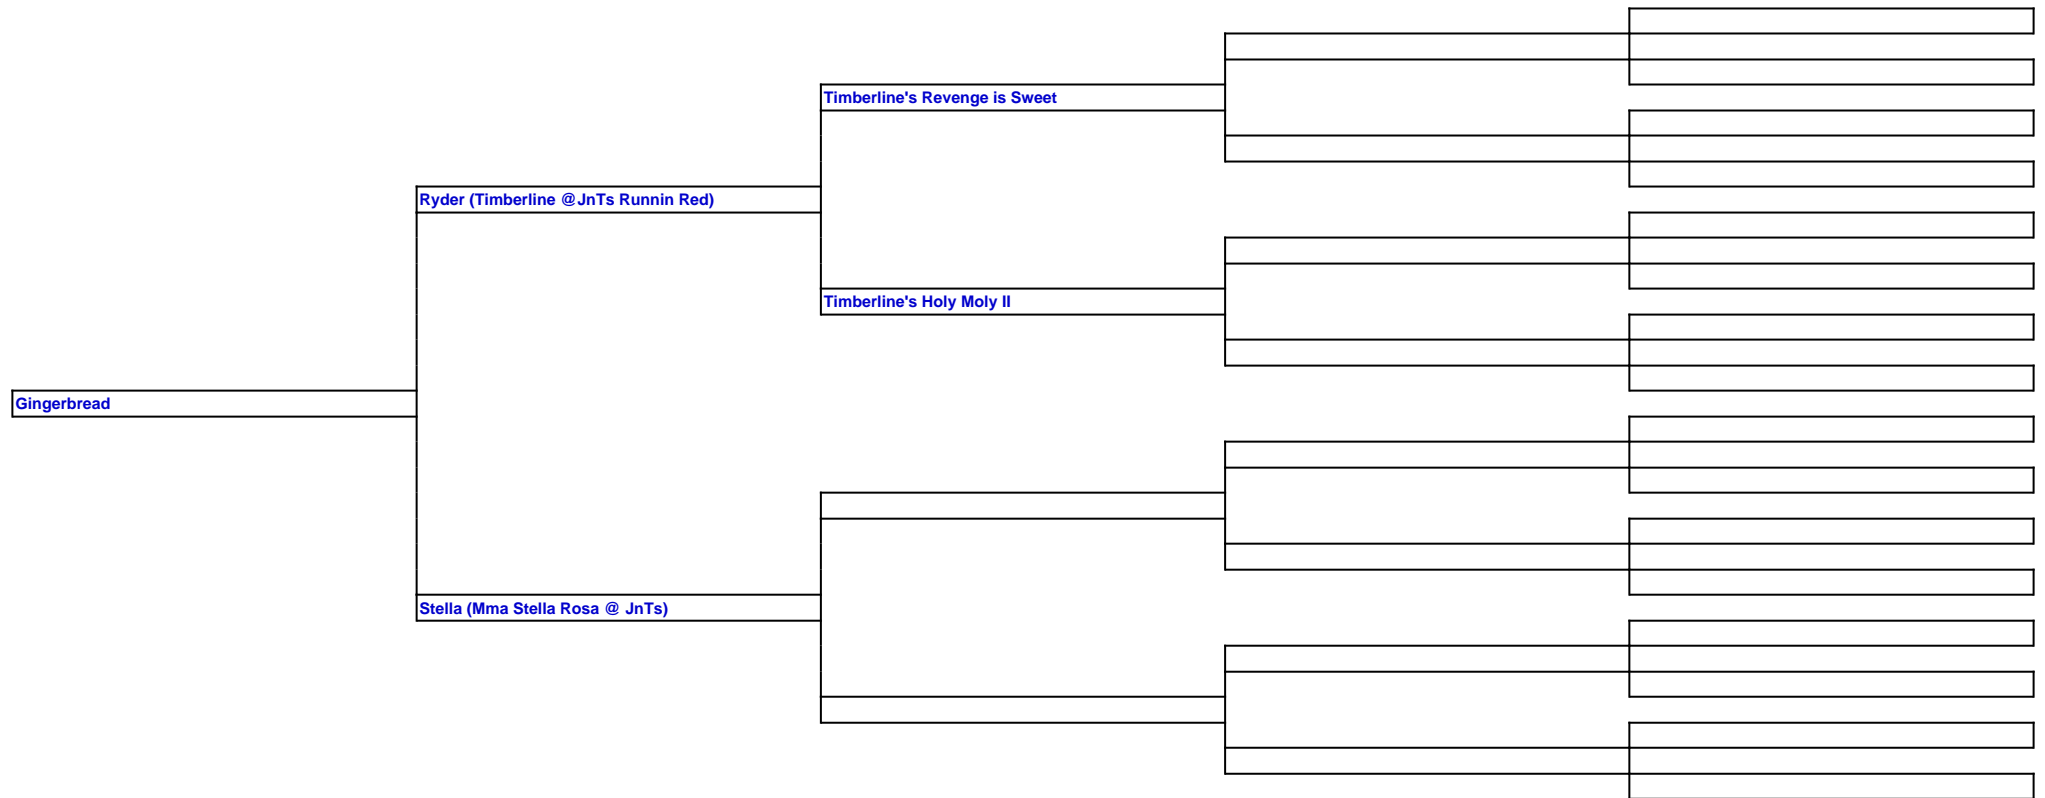 Timberline's Revenge is Sweet
Ryder (Timberline @JnTs Runnin Red)
Timberline's Holy Moly II
Gingerbread
Stella (Mma Stella Rosa @ JnTs)